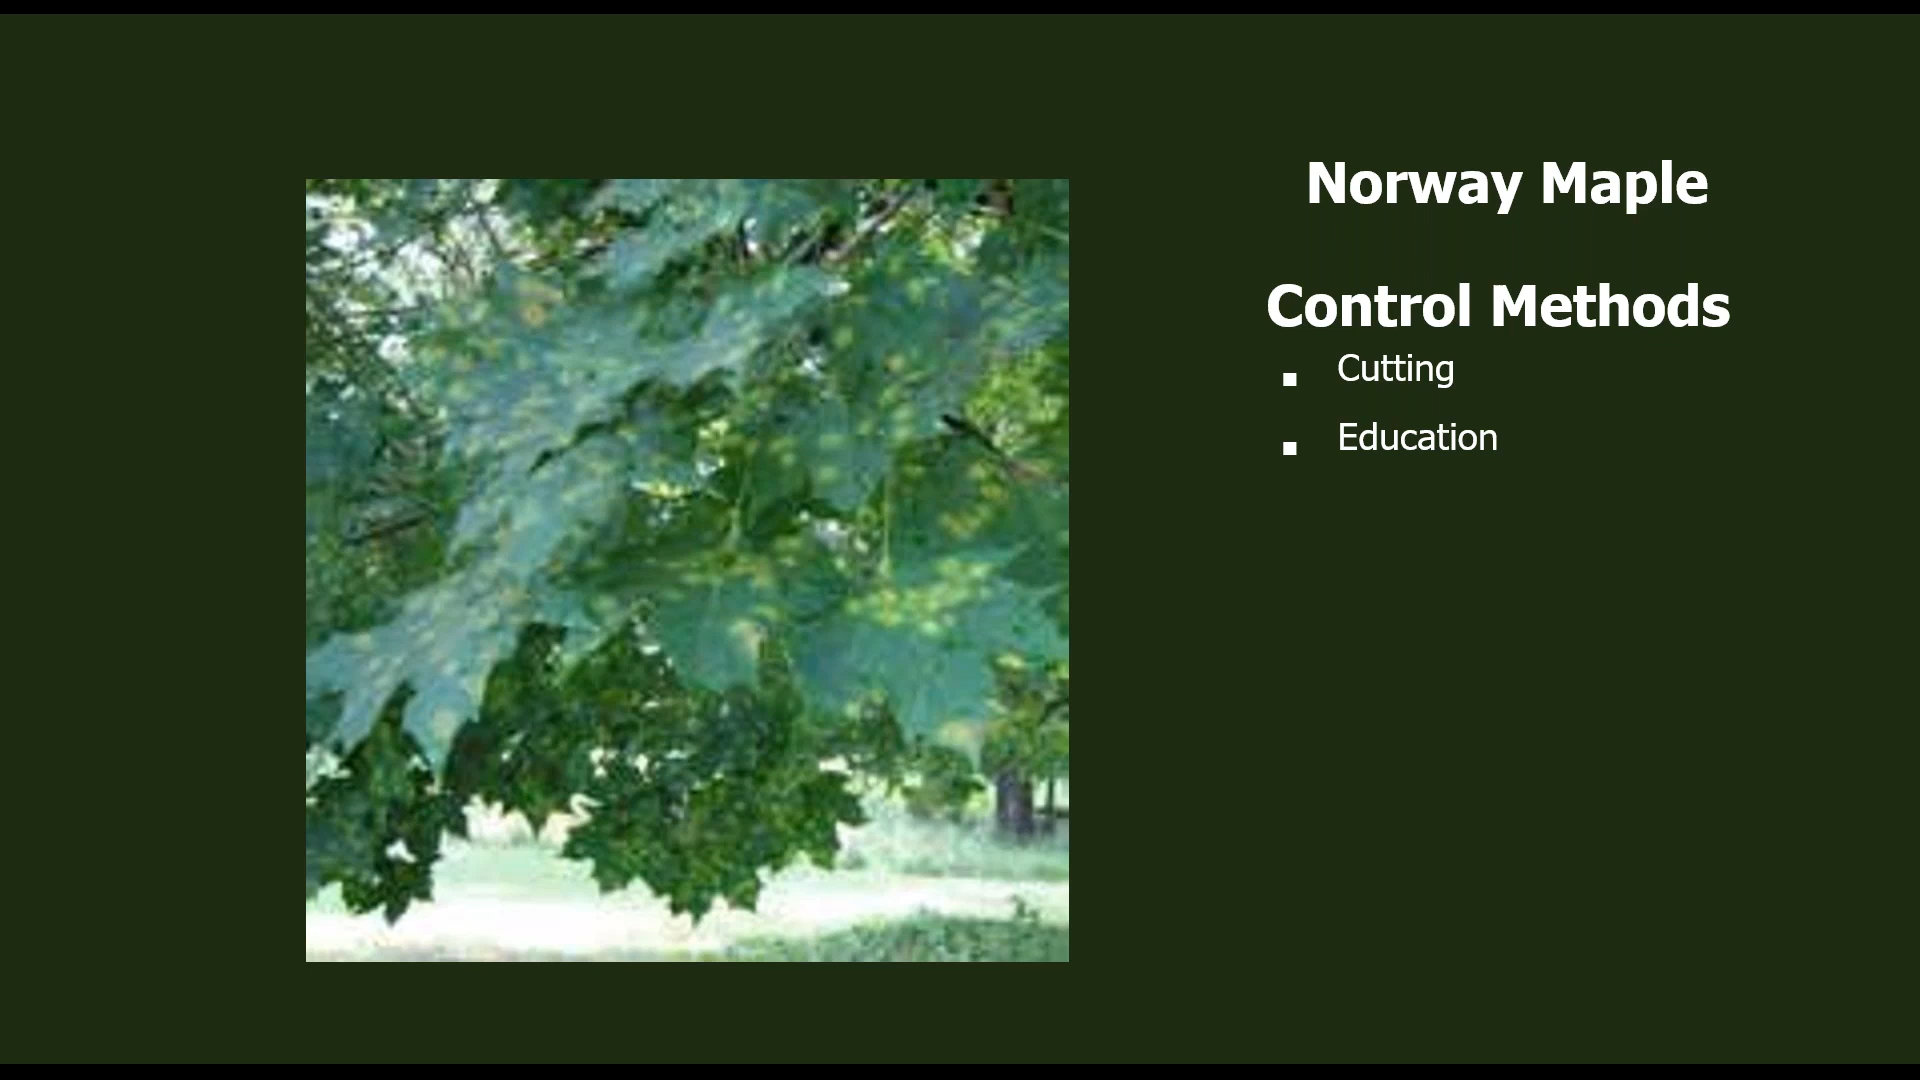 Norway Maple
Control Methods
▪ Cutting
▪ Education